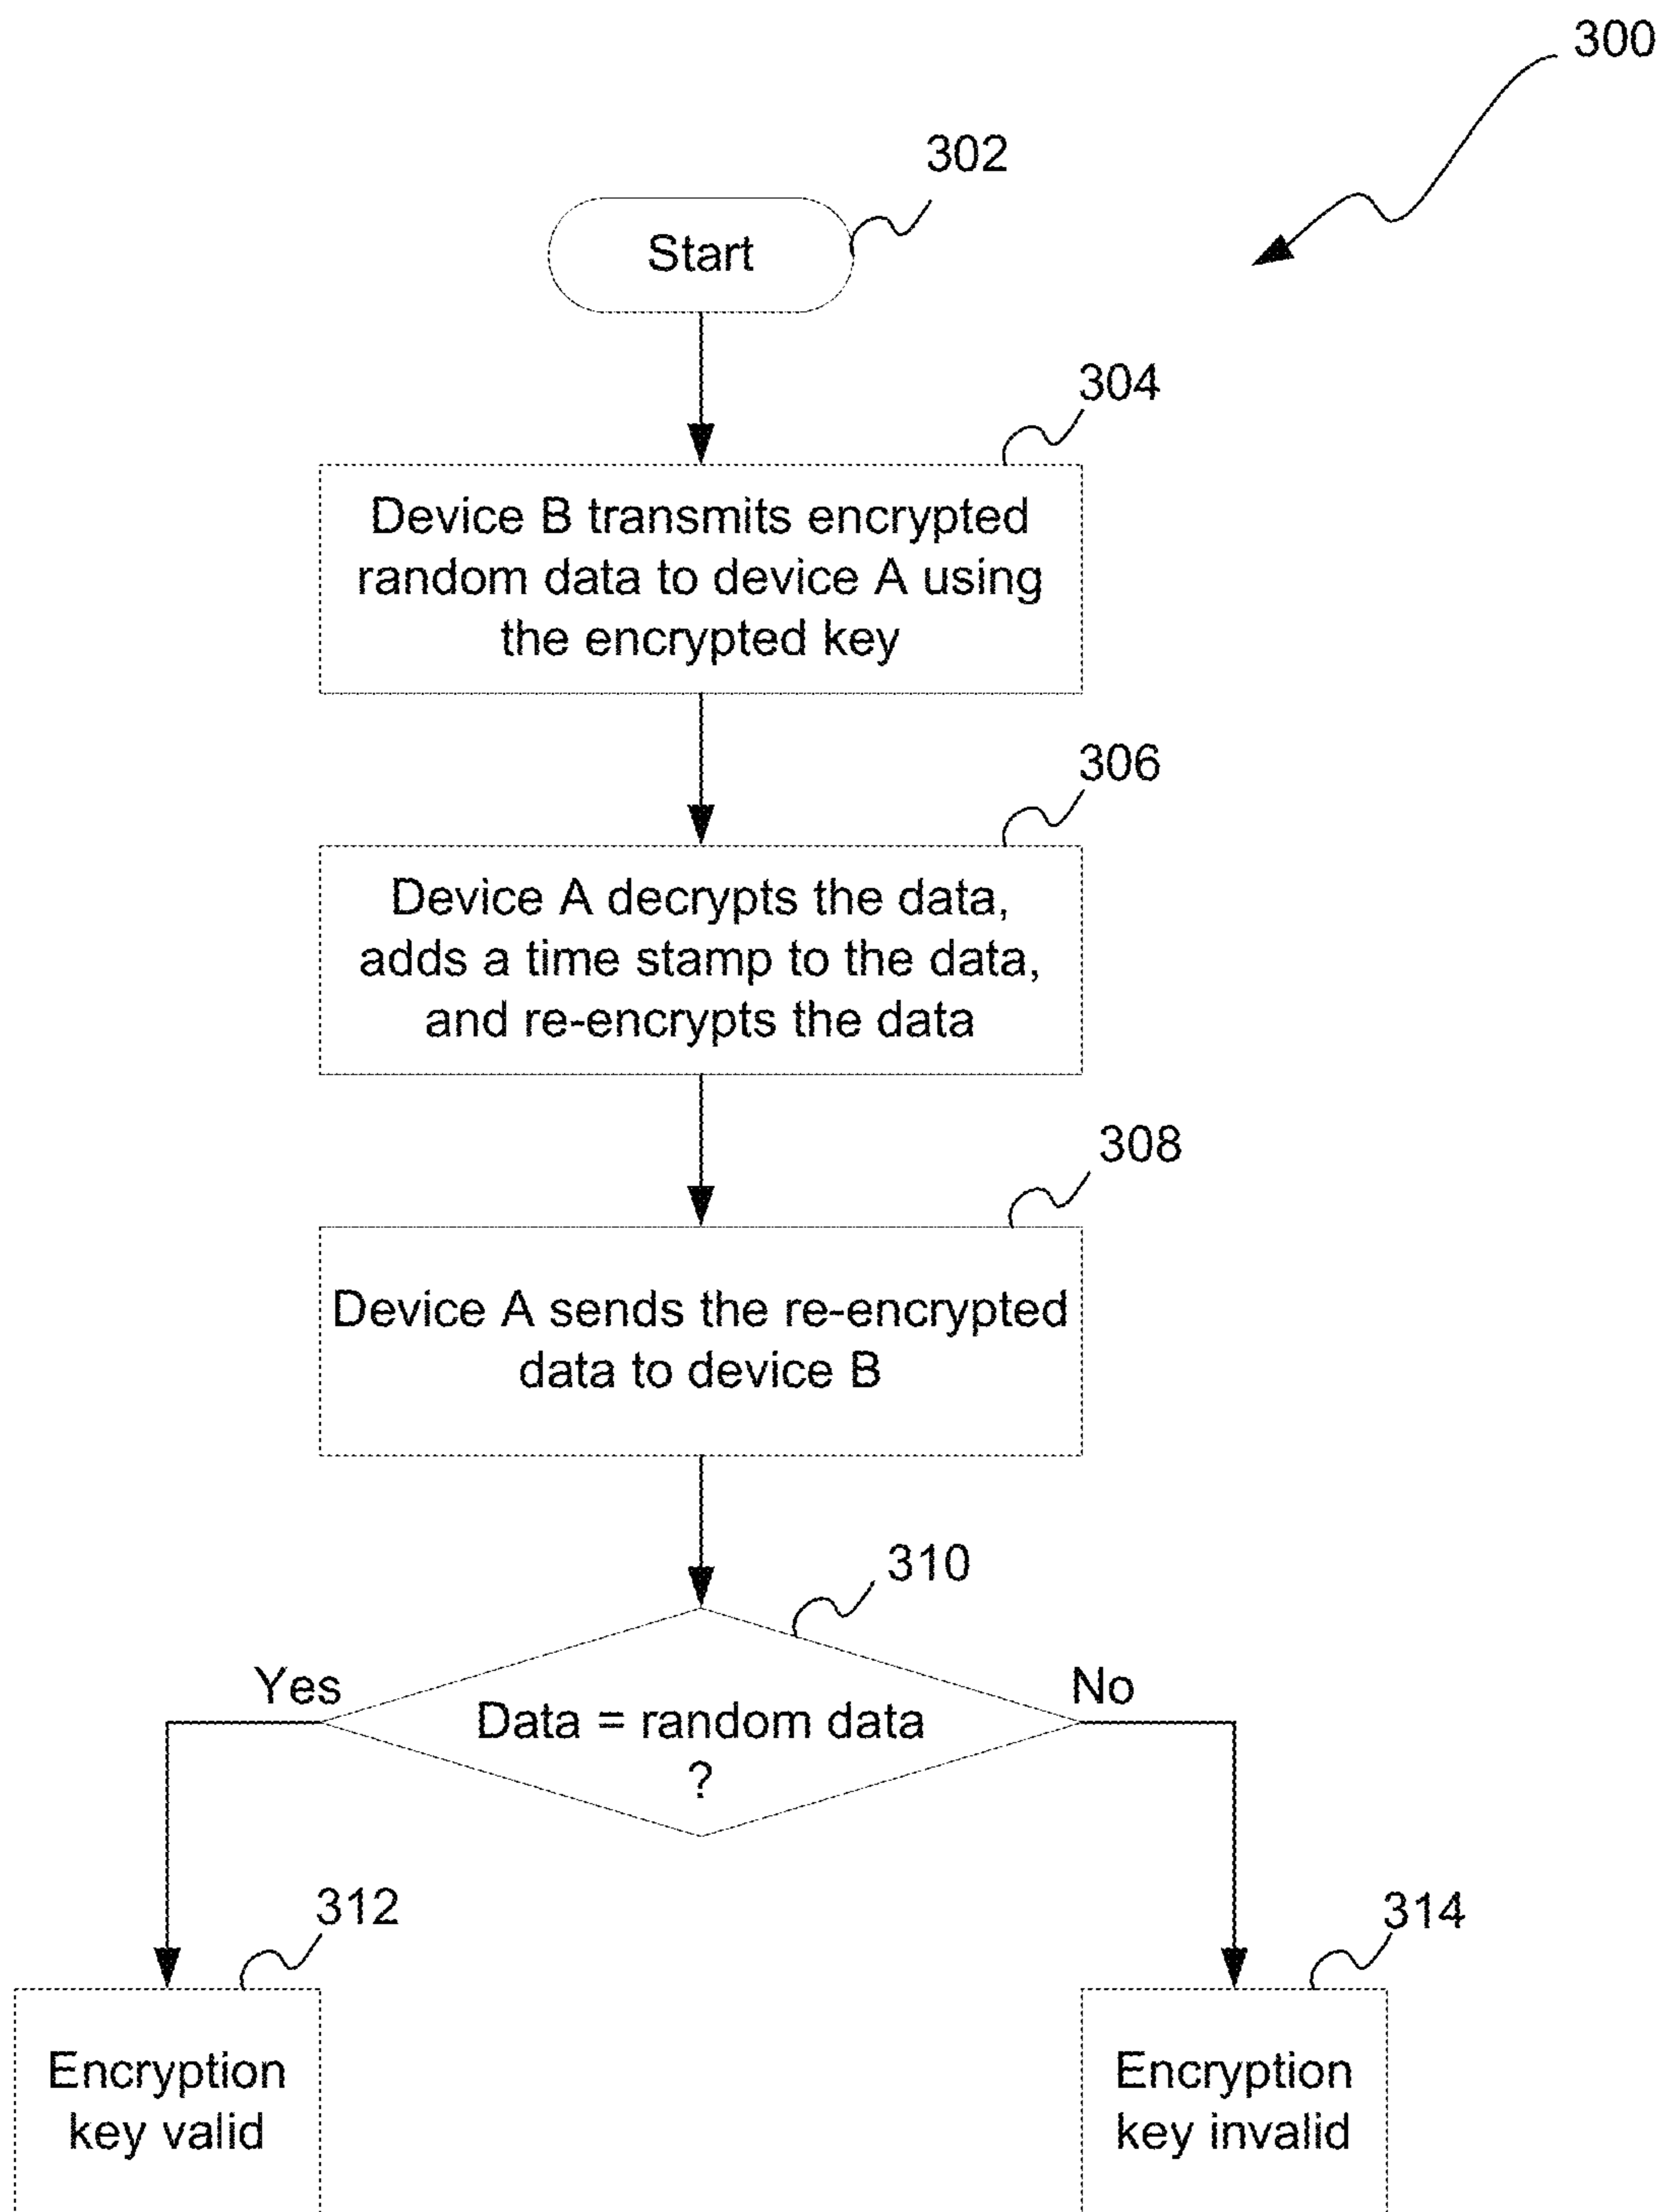 300
302
Start
304
Device B transmits encrypted
random data to device A using
the encrypted key
306
Device A decrypts the data,
adds a time stamp to the data,
and re-encrypts the data
308
Device A sends the re-encrypted
data to device B
310
Yes
No
Data = random data
?
312
314
Encryption
key valid
Encryption
key invalid